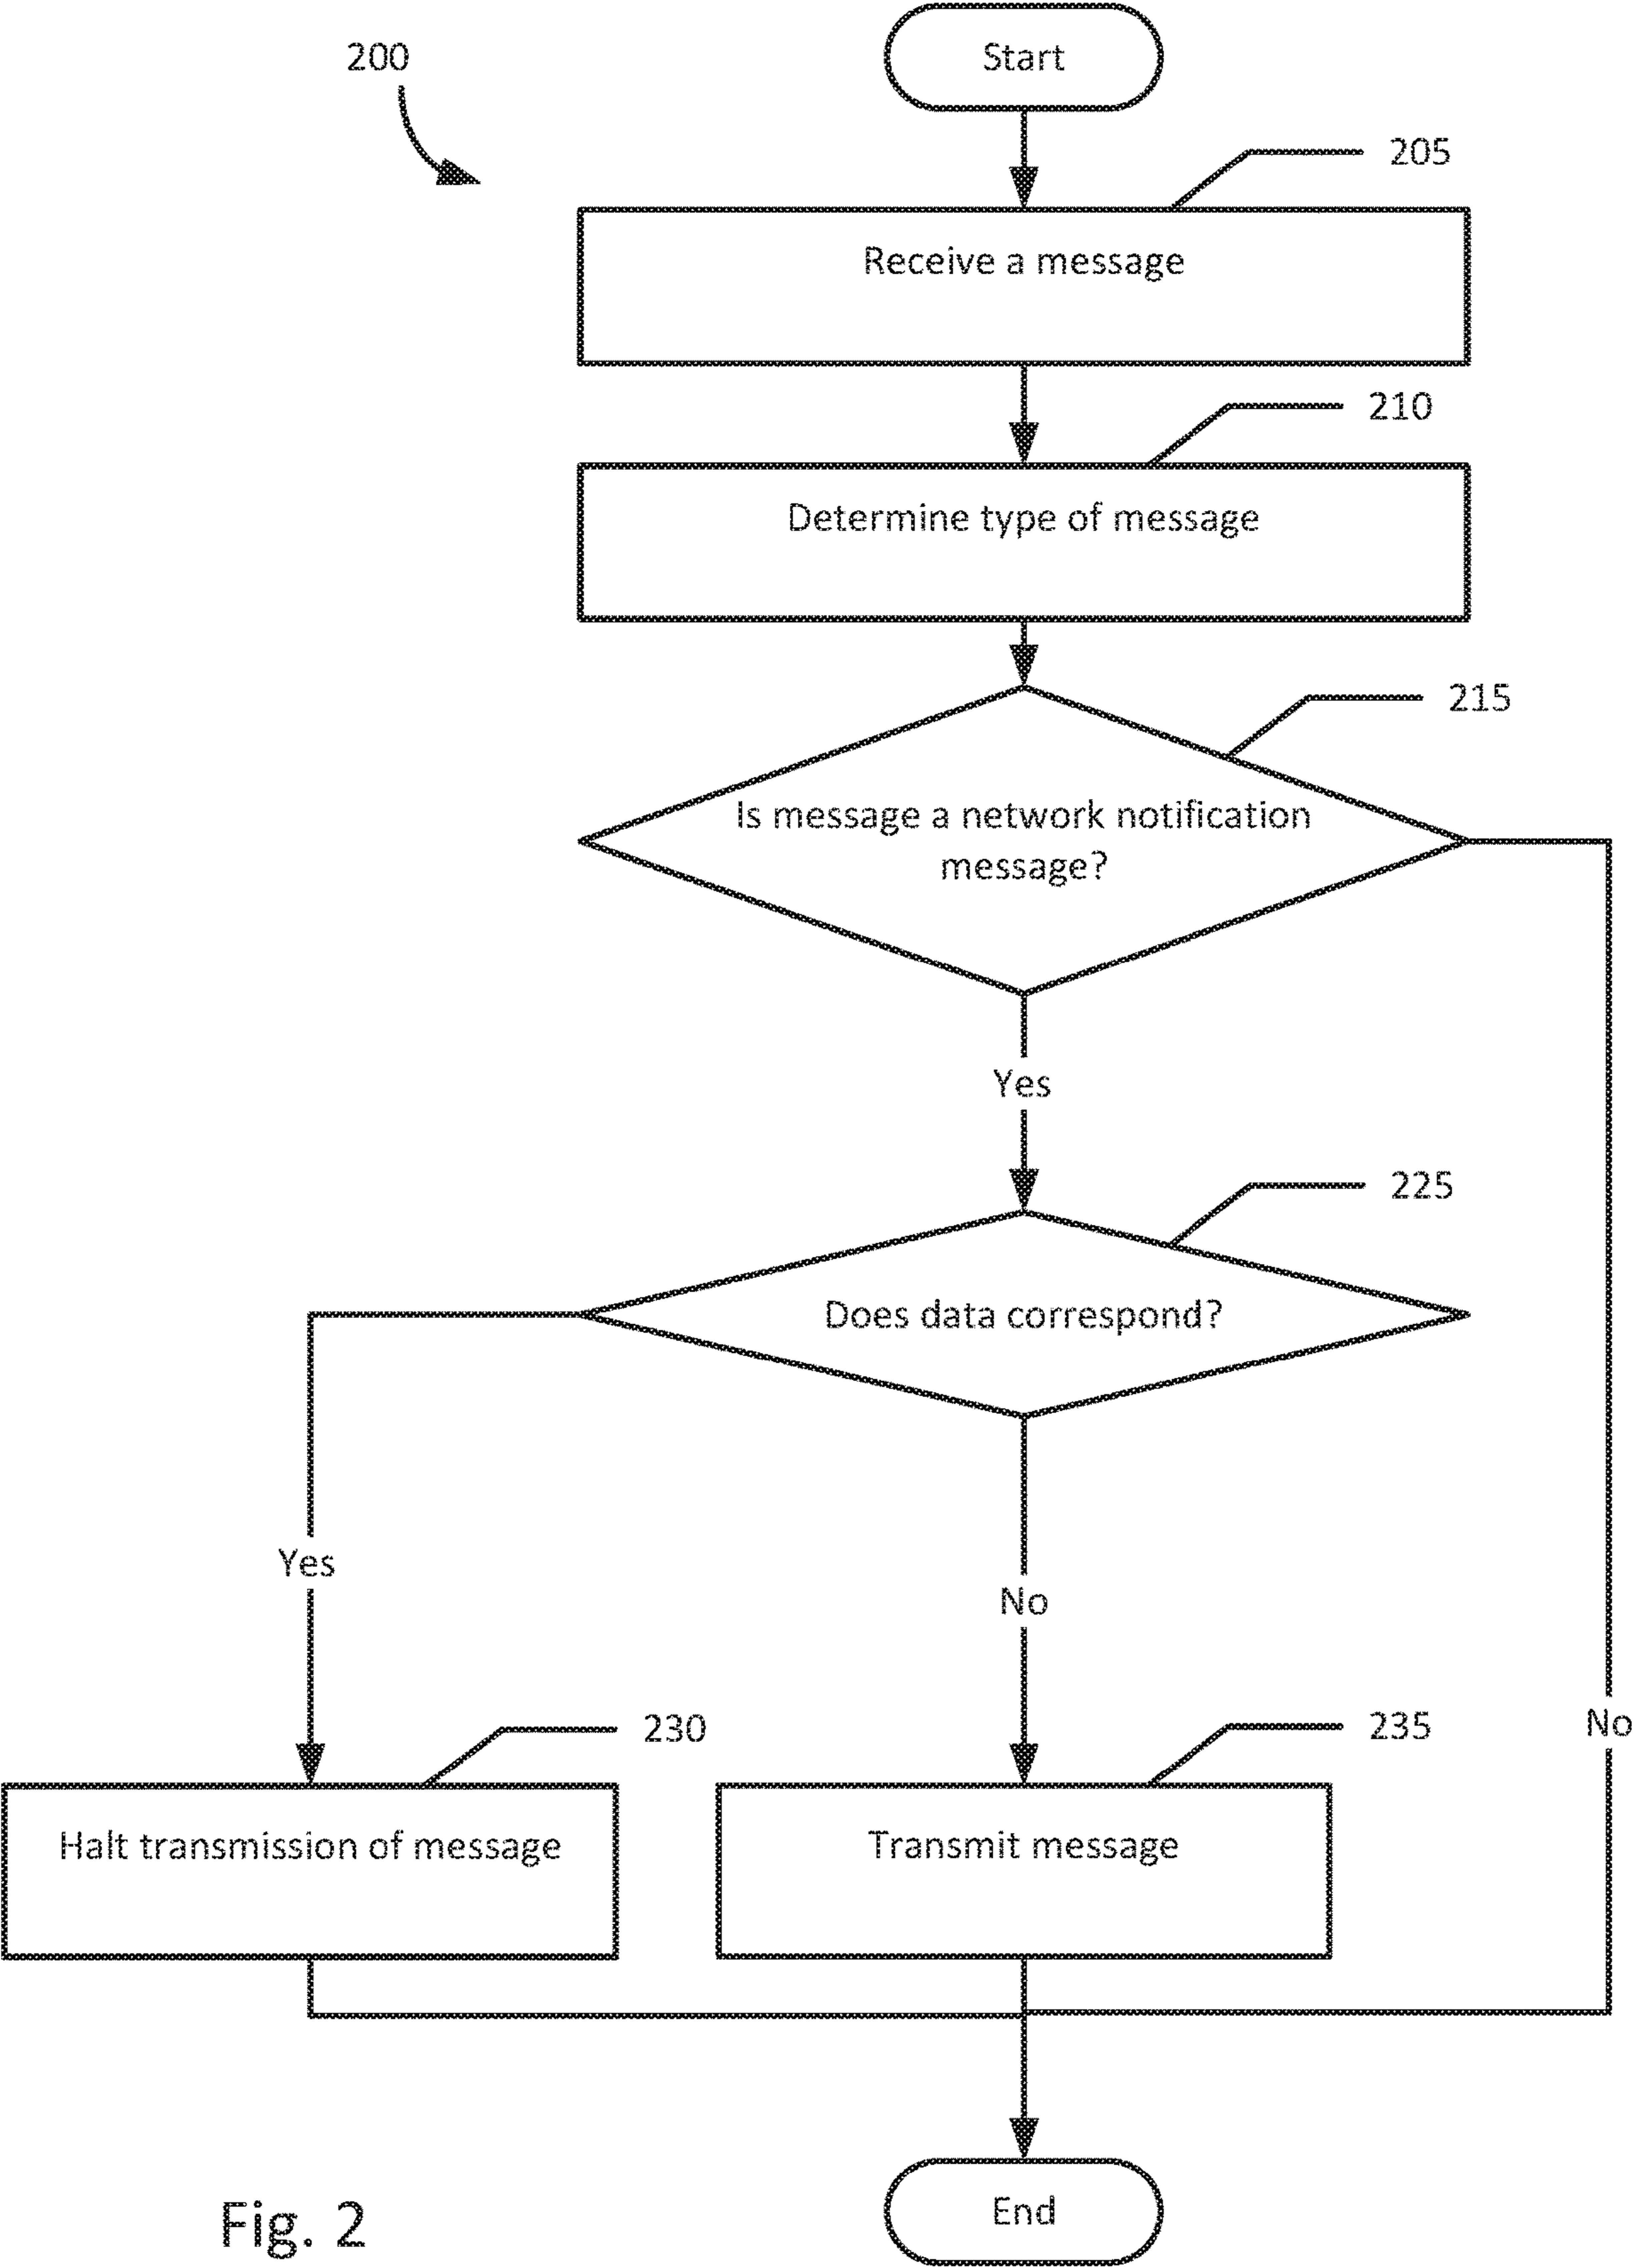 Start
200
205
Receive a message
210
Determine type of message
215
Is message a network notification
message?
Yes
225
Does data correspond?
Yes
No
No
230
235
Halt transmission of message
Transmit message
End
Fig. 2